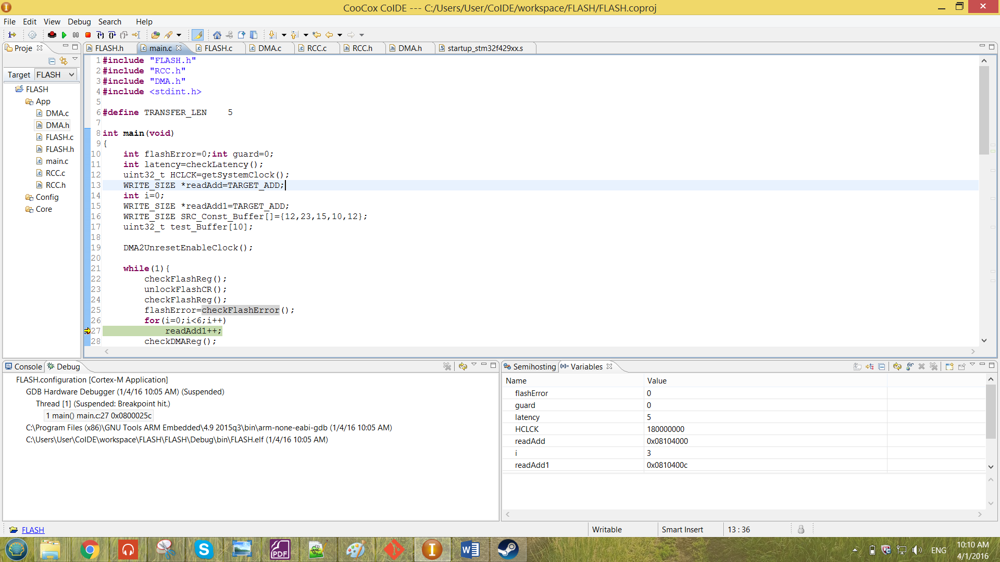 CooCox CoIDE --- C:/Users/User/CoIDE/workspace/FLASH/FLASH.coproj
File Edit View Debug Search Help
Proje
FLASH.h main.c FLASH.c DMA.c RCC.c RCC.h DMA.h startup_stm32f429xx.s
Target FLASH
FLASH
App
DMA.c
DMA.h
FLASH.c
FLASH.h
main.c
RCC.c
RCC.h
Config
Core
1 #include "FLASH.h"
2 #include "RCC.h"
3 #include "DMA.h"
4 #include <stdint.h>
5
6 #define TRANSFER_LEN    5
7
8 int main(void)
9 {
10     int flashError=0;int guard=0;
11     int latency=checkLatency();
12     uint32_t HCLCK=getSystemClock();
13     WRITE_SIZE *readAdd=TARGET_ADD;
14     int i=0;
15     WRITE_SIZE *readAdd1=TARGET_ADD;
16     WRITE_SIZE SRC_Const_Buffer[]={12,23,15,10,12};
17     uint32_t test_Buffer[10];
18
19     DMA2UnresetEnableClock();
20
21     while(1){
22         checkFlashReg();
23         unlockFlashCR();
24         checkFlashReg();
25         flashError=checkFlashError();
26         for(i=0;i<6;i++)
27             readAdd1++;
28         checkDMAReg();
Console Debug
FLASH.configuration [Cortex-M Application]
GDB Hardware Debugger (1/4/16 10:05 AM) (Suspended)
Thread [1] (Suspended: Breakpoint hit.)
1 main() main.c:27 0x0800025c
C:\Program Files (x86)\GNU Tools ARM Embedded\4.9 2015q3\bin\arm-none-eabi-gdb (1/4/16 10:05 AM)
C:\Users\User\CoIDE\workspace\FLASH\FLASH\Debug\bin\FLASH.elf (1/4/16 10:05 AM)
Semihosting Variables
Name Value
flashError 0
guard 0
latency 5
HCLCK 180000000
readAdd 0x08104000
i 3
readAdd1 0x0810400c
FLASH
Writable Smart Insert 13 : 36
PDF
ENG
10:10 AM
4/1/2016